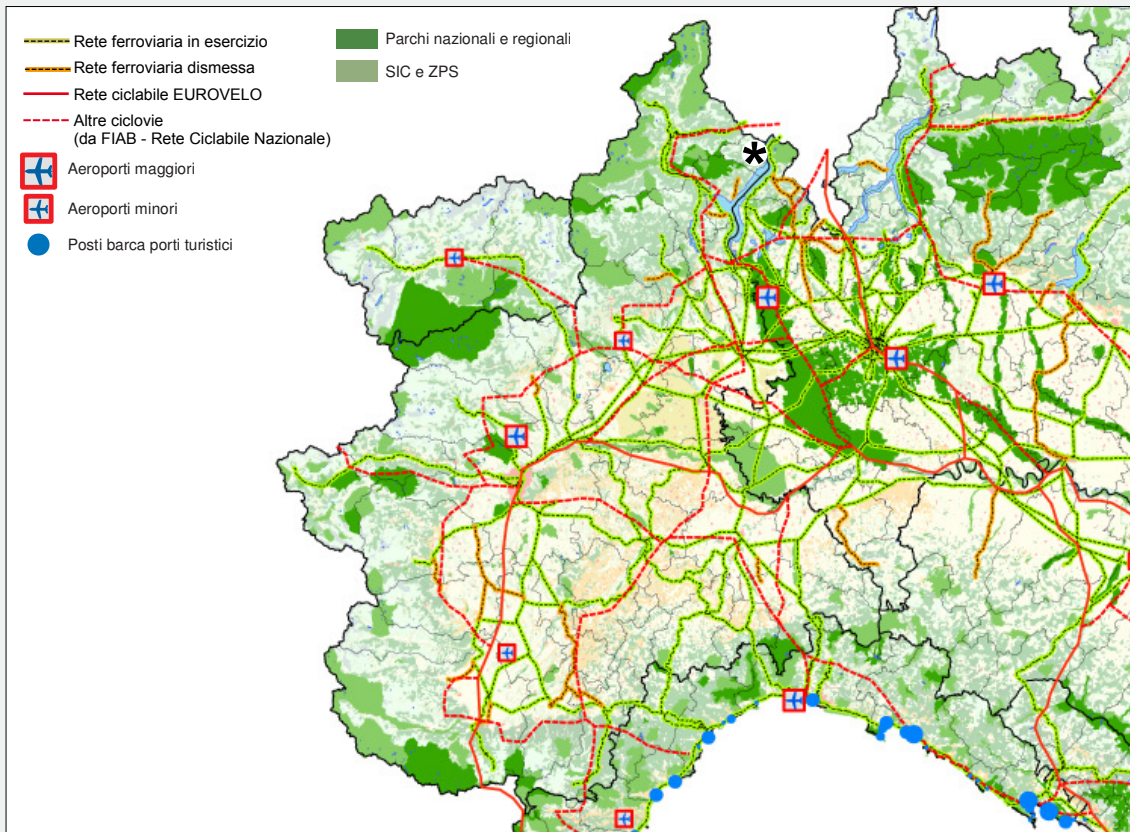 Rete ferroviaria in esercizio
Rete ferroviaria dismessa
Rete ciclabile EUROVELO
Altre ciclovie
(da FIAB - Rete Ciclabile Nazionale)
Aeroporti maggiori
Aeroporti minori
Posti barca porti turistici
Parchi nazionali e regionali
SIC e ZPS
*